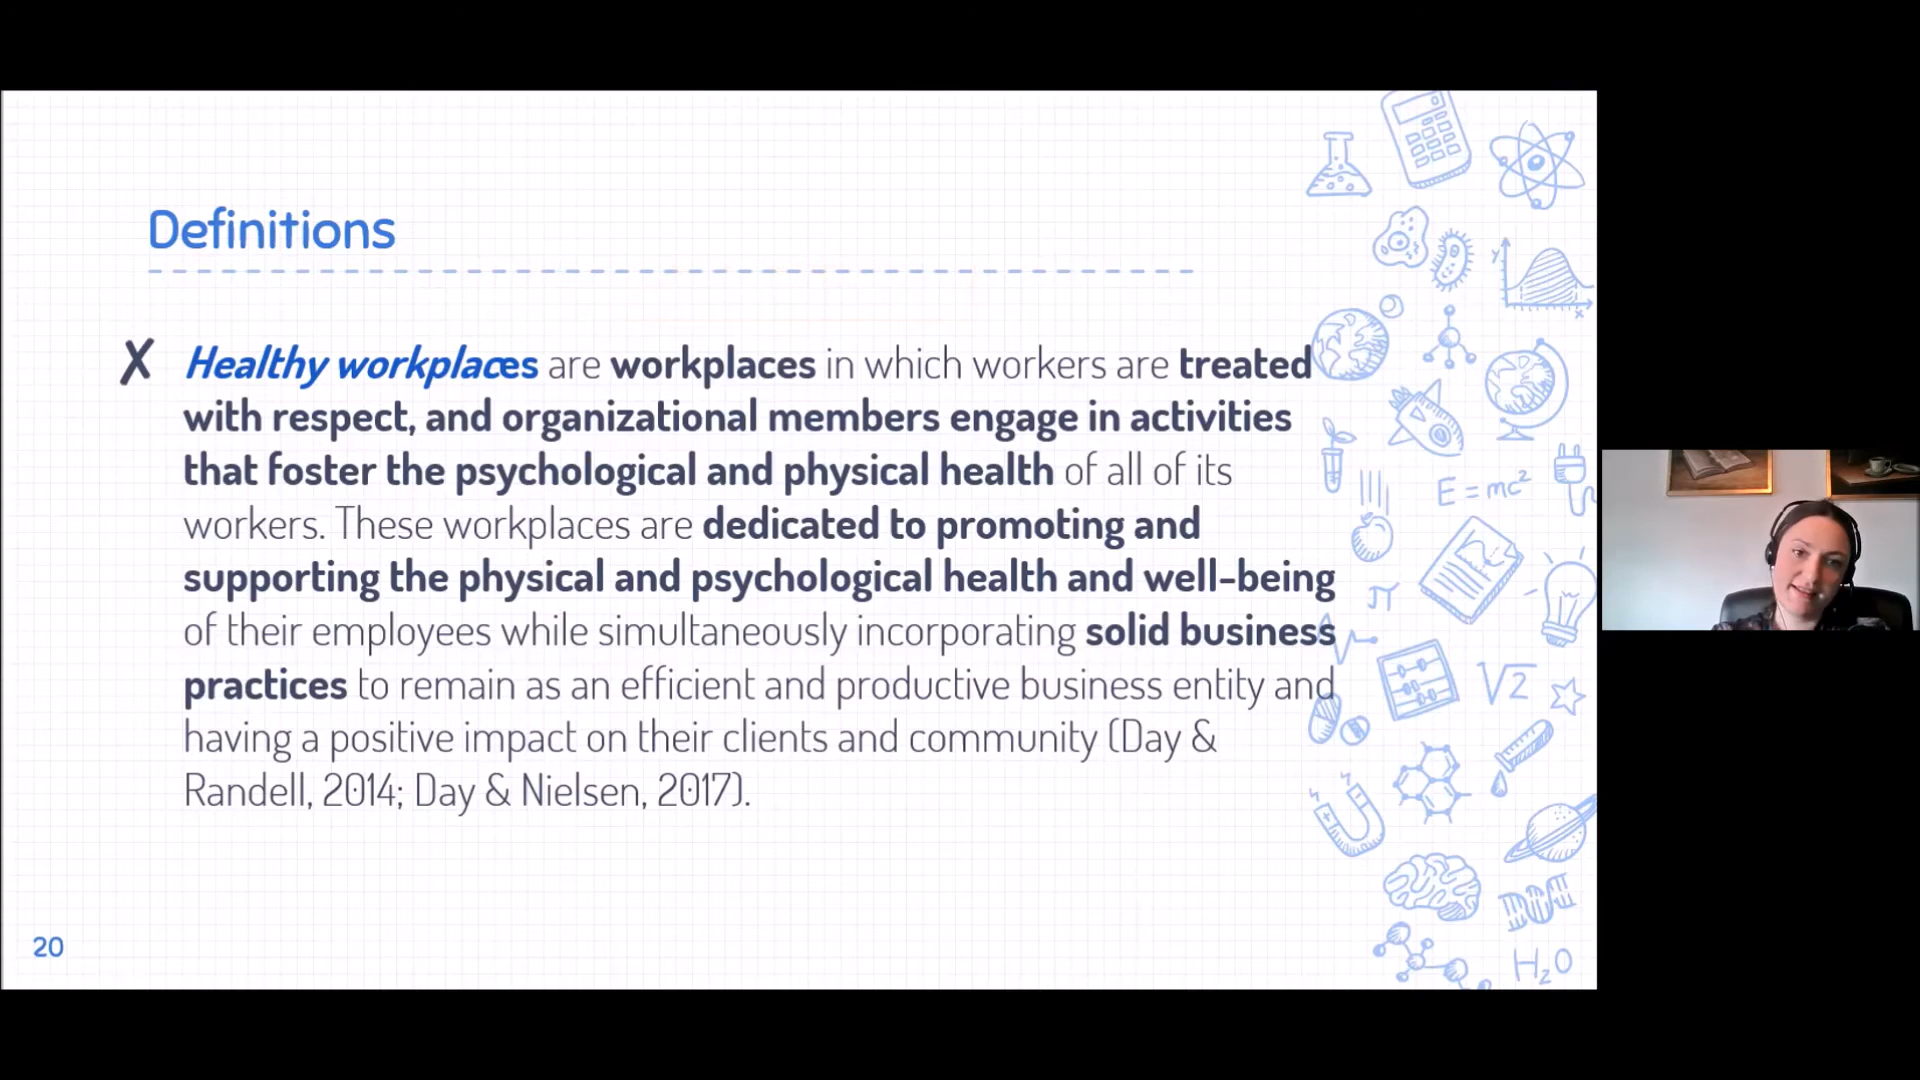 Definitions
✗ Healthy workplaces are workplaces in which workers are treated
with respect, and organizational members engage in activities
that foster the psychological and physical health of all of its
workers. These workplaces are dedicated to promoting and
supporting the physical and psychological health and well-being
of their employees while simultaneously incorporating solid business
practices to remain as an efficient and productive business entity and
having a positive impact on their clients and community (Day &
Randell, 2014; Day & Nielsen, 2017).
20
y
x
E=mc²
π
√2
H₂O